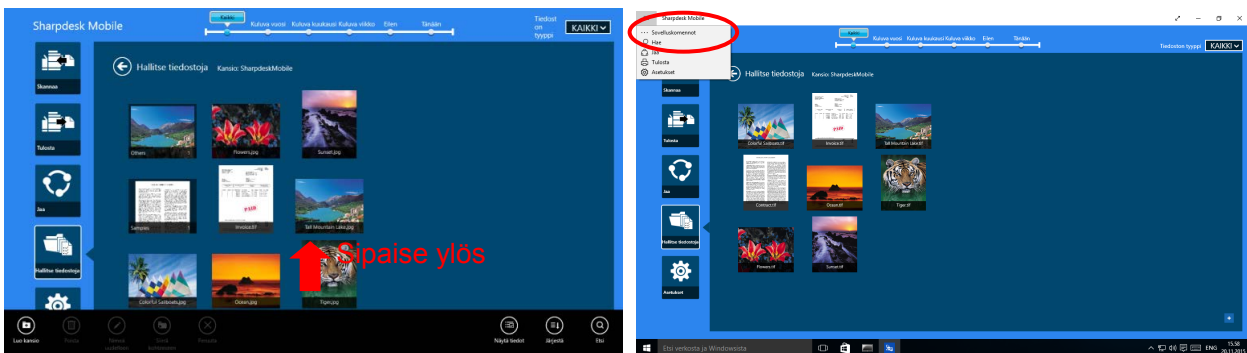 Sharpdesk Mobile
Kaikki
Kuluva vuosi Kuluva kuukausi Kuluva viikko Eilen Tänään
Tiedost
on
tyyppi
KAIKKI
Skannaa
Tulosta
Jaa
Hallitse tiedostoja
Hallitse tiedostoja Kansio: SharpdeskMobile
Others
Flowers.jpg
Sunset.jpg
Samples
Invoice.tif
Tall Mountain Lake.jpg
Colorful Sailboats.jpg
Ocean.jpg
Tiger.jpg
Sipaise ylös
Luo kansio
Poista
Nimeä
uudelleen
Siirrä
kohteeseen
Peruuta
Näytä tiedot
Järjestä
Etsi
Sharpdesk Mobile
Sovelluskomennot
Hae
Jaa
Tulosta
Asetukset
Kaikki
Kuluva vuosi Kuluva kuukausi Kuluva viikko Eilen Tänään
Tiedoston tyyppi KAIKKI
Hallitse tiedostoja Kansio: SharpdeskMobile
Skannaa
Tulosta
Jaa
Hallitse tiedostoja
Asetukset
Colorful Sailboats.tif
Invoice.tif
Tall Mountain Lake.tif
Contract.tif
Ocean.tif
Tiger.tif
Flowers.tif
Sunset.tif
Etsi verkosta ja Windowsista
ENG
15.58
20.11.2015